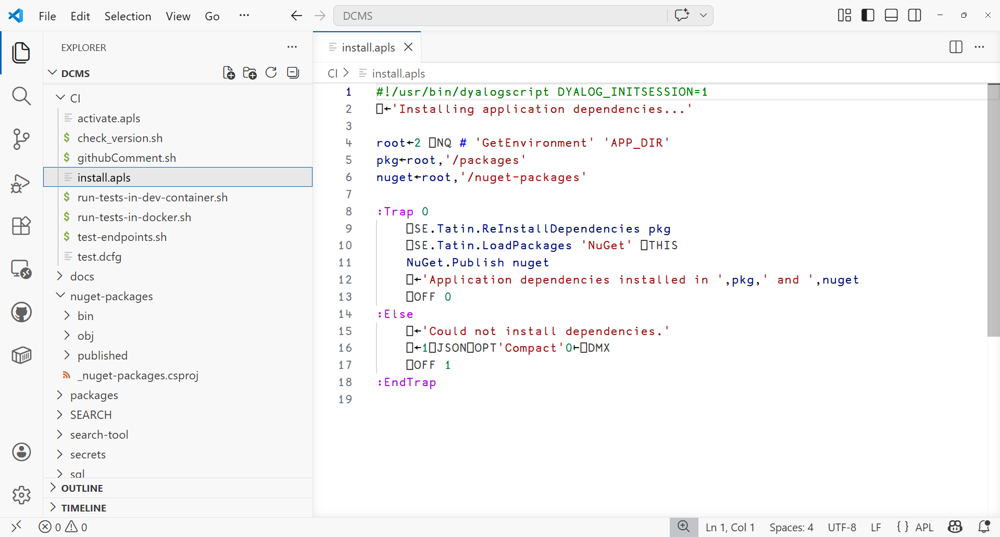 File Edit Selection View Go ··· DCMS
EXPLORER ···
DCMS
CI
activate.apls
$ check_version.sh
$ githubComment.sh
install.apls
$ run-tests-in-dev-container.sh
$ run-tests-in-docker.sh
$ test-endpoints.sh
test.dcfg
docs
nuget-packages
bin
obj
published
_nuget-packages.csproj
packages
SEARCH
search-tool
secrets
sql
OUTLINE
TIMELINE
install.apls
CI > install.apls
1 #!/usr/bin/dyalogscript DYALOG_INITSESSION=1
2 ⎕←'Installing application dependencies...'
3
4 root←2 ⎕NQ # 'GetEnvironment' 'APP_DIR'
5 pkg←root,'/packages'
6 nuget←root,'/nuget-packages'
7
8 :Trap 0
9 ⎕SE.Tatin.ReInstallDependencies pkg
10 ⎕SE.Tatin.LoadPackages 'NuGet' ⎕THIS
11 NuGet.Publish nuget
12 ⎕←'Application dependencies installed in ',pkg,' and ',nuget
13 ⎕OFF 0
14 :Else
15 ⎕←'Could not install dependencies.'
16 ⎕←1⎕JSON⎕OPT'Compact'0⊢⎕DMX
17 ⎕OFF 1
18 :EndTrap
19
0 0 Ln 1, Col 1 Spaces: 4 UTF-8 LF { } APL